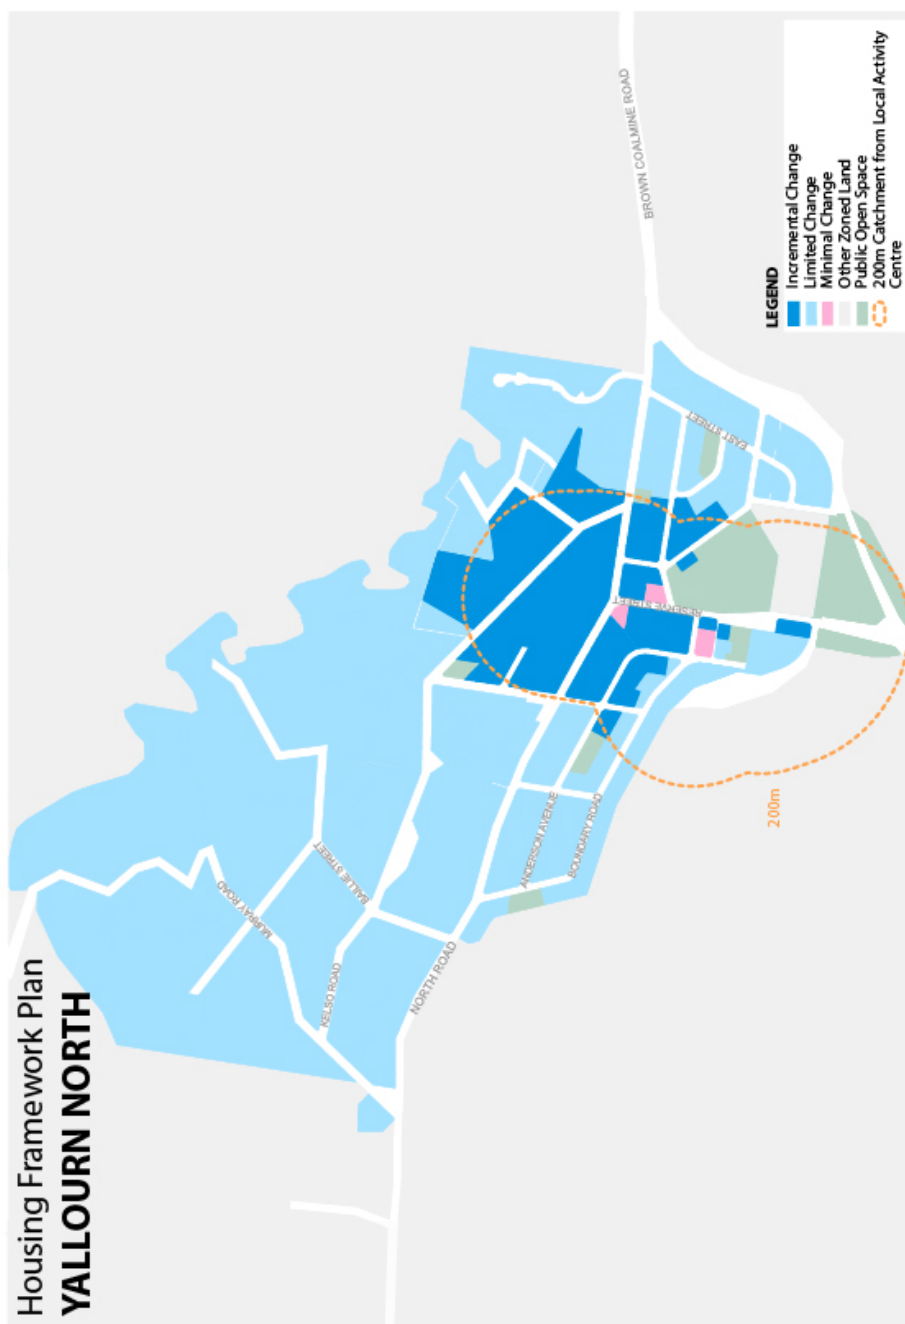 Housing Framework Plan
YALLOURN NORTH
MURRAY ROAD
BAILLIE STREET
KELSO ROAD
NORTH ROAD
ANDERSON AVENUE
BOUNDARY ROAD
RESERVE STREET
EAST STREET
BROWN COALMINE ROAD
200m
LEGEND
Incremental Change
Limited Change
Minimal Change
Other Zoned Land
Public Open Space
200m Catchment from Local Activity
Centre